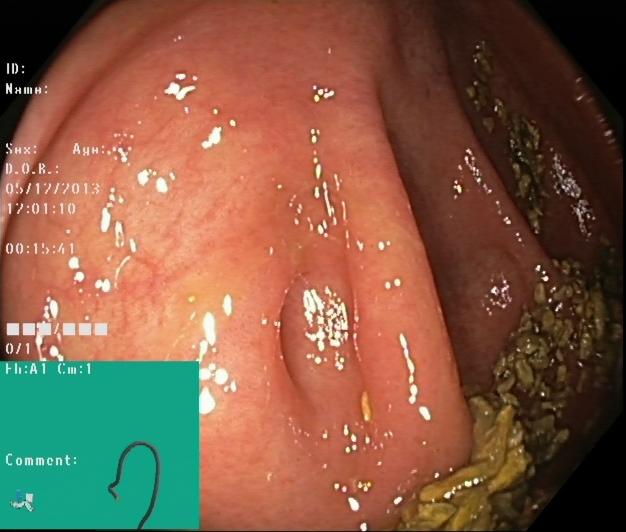 ID:
Name:
Sex: Age:
D.O.B.:
05/12/2013
12:01:10
00:15:41
0/1
Eh:A1 Cm:1
Comment: